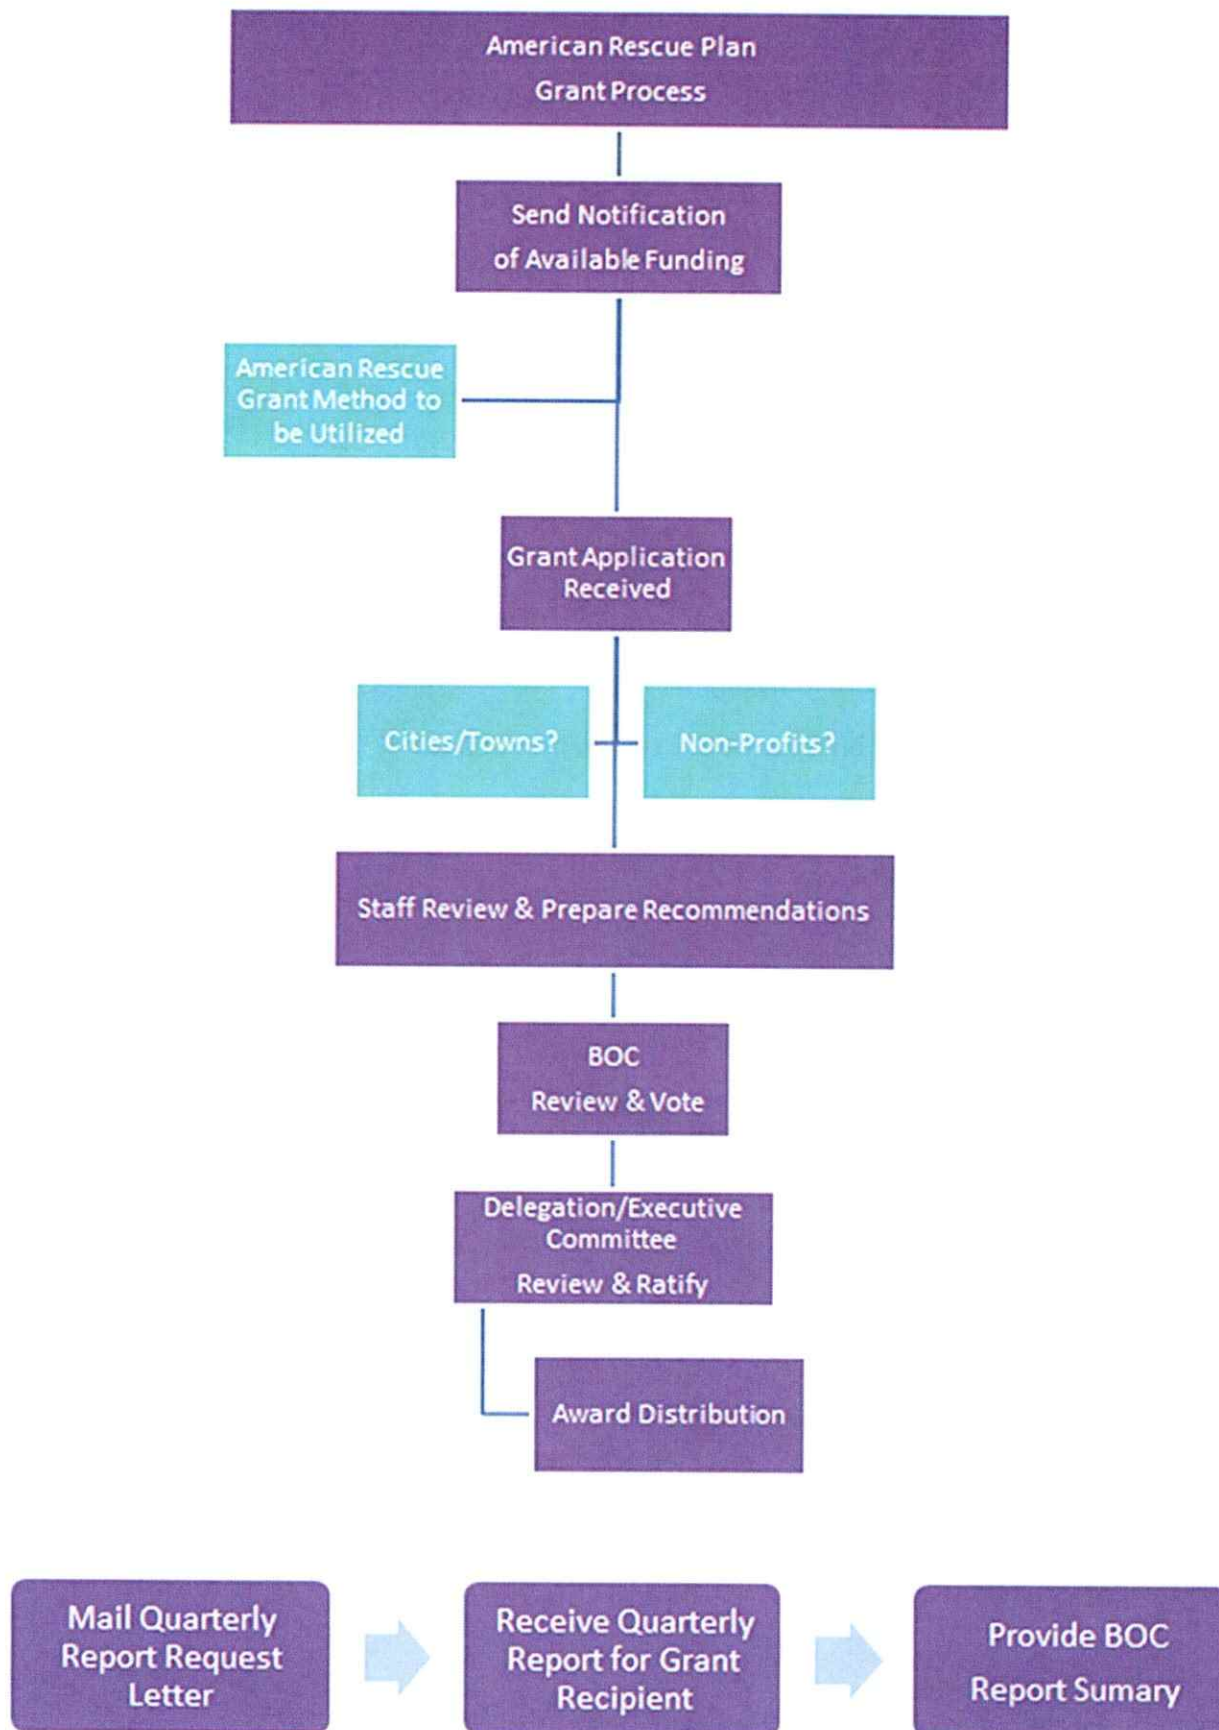 American Rescue Plan
Grant Process
Send Notification
of Available Funding
American Rescue
Grant Method to
be Utilized
Grant Application
Received
Cities/Towns?
Non-Profits?
Staff Review & Prepare Recommendations
BOC
Review & Vote
Delegation/Executive
Committee
Review & Ratify
Award Distribution
Mail Quarterly
Report Request
Letter
Receive Quarterly
Report for Grant
Recipient
Provide BOC
Report Sumary